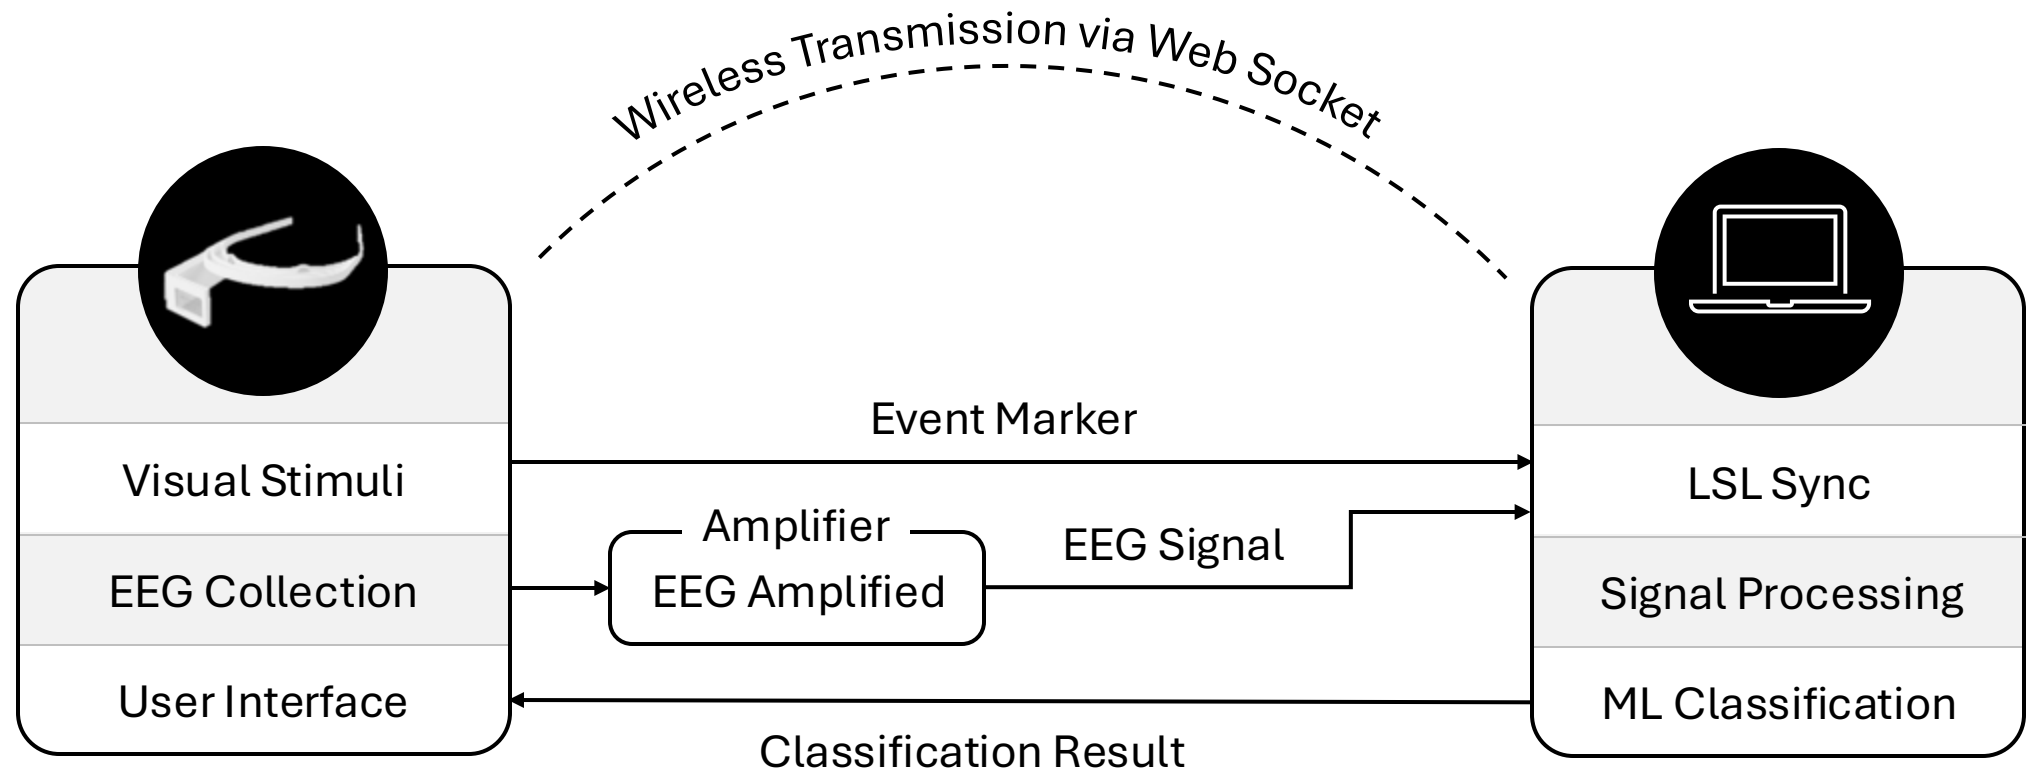 Wireless Transmission via Web Socket
Event Marker
Visual Stimuli
LSL Sync
Amplifier
EEG Signal
EEG Collection
EEG Amplified
Signal Processing
User Interface
ML Classification
Classification Result